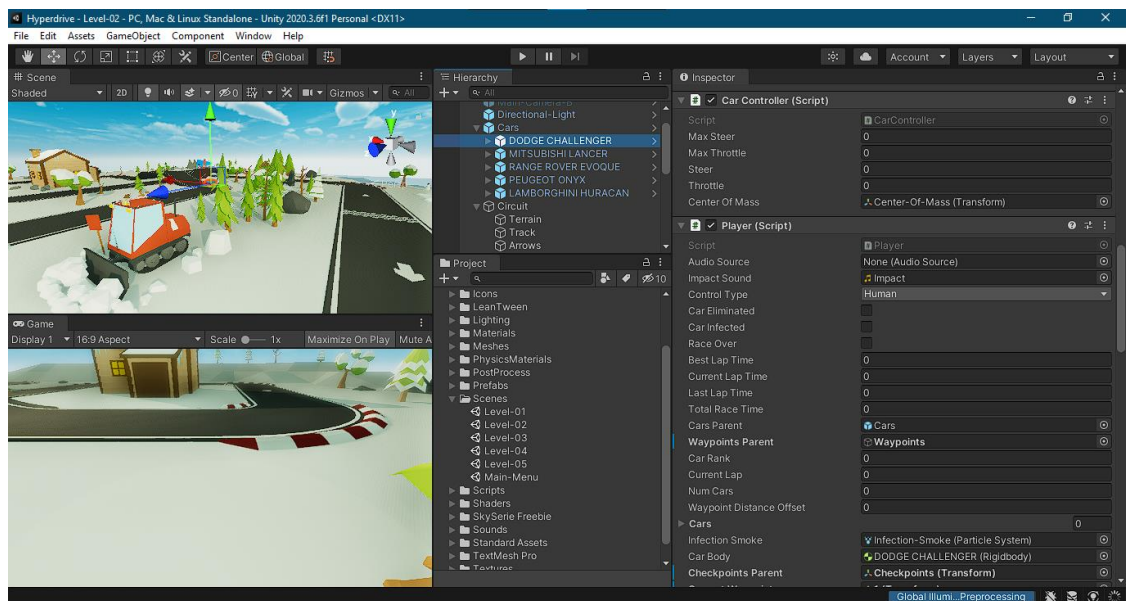 Hyperdrive - Level-02 - PC, Mac & Linux Standalone - Unity 2020.3.6f1 Personal <DX11>
File Edit Assets GameObject Component Window Help
Center Global
Account Layers Layout
Scene
Shaded 2D 0 Gizmos All
Game
Display 1 16:9 Aspect Scale 1x Maximize On Play Mute A
Hierarchy
All
Main-Camera-B
Directional-Light
Cars
DODGE CHALLENGER
MITSUBISHI LANCER
RANGE ROVER EVOQUE
PEUGEOT ONYX
LAMBORGHINI HURACAN
Circuit
Terrain
Track
Arrows
Project
10
Icons
LeanTween
Lighting
Materials
Meshes
PhysicsMaterials
PostProcess
Prefabs
Scenes
Level-01
Level-02
Level-03
Level-04
Level-05
Main-Menu
Scripts
Shaders
SkySerie Freebie
Sounds
Standard Assets
TextMesh Pro
Textures
Inspector
Car Controller (Script)
Script CarController
Max Steer 0
Max Throttle 0
Steer 0
Throttle 0
Center Of Mass Center-Of-Mass (Transform)
Player (Script)
Script Player
Audio Source None (Audio Source)
Impact Sound Impact
Control Type Human
Car Eliminated
Car Infected
Race Over
Best Lap Time 0
Current Lap Time 0
Last Lap Time 0
Total Race Time 0
Cars Parent Cars
Waypoints Parent Waypoints
Car Rank 0
Current Lap 0
Num Cars 0
Waypoint Distance Offset 0
Cars 0
Infection Smoke Infection-Smoke (Particle System)
Car Body DODGE CHALLENGER (Rigidbody)
Checkpoints Parent Checkpoints (Transform)
Global Illumi...Preprocessing